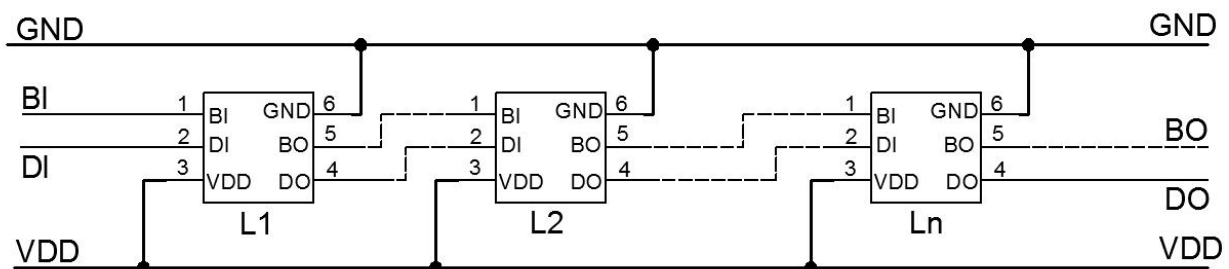 GND GND
BI 1 BI GND 6 1 BI GND 6 1 BI GND 6
2 DI BO 5 2 DI BO 5 2 DI BO 5 BO
DI 3 VDD DO 4 3 VDD DO 4 3 VDD DO 4 DO
L1 L2 Ln
VDD VDD